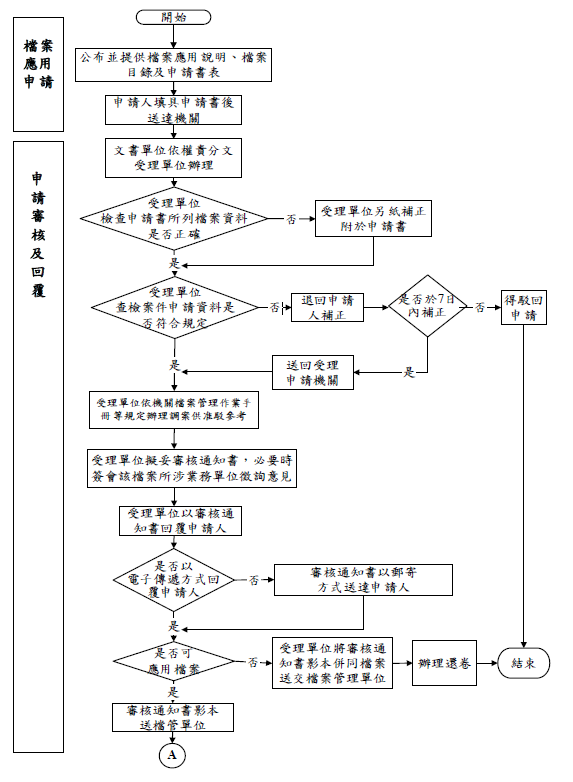 開始
檔案
應用
申請
公布並提供檔案應用說明、檔案
目錄及申請書表
申請人填具申請書後
送達機關
文書單位依權責分文
受理單位辦理
申請審核及回覆
受理單位
檢查申請書所列檔案資料
是否正確
否
受理單位另紙補正
附於申請書
是
受理單位
查檢案件申請資料是
否符合規定
否
退回申請
人補正
是否於7日
內補正
否
得駁回
申請
是
送回受理
申請機關
是
受理單位依機關檔案管理作業手
冊等規定辦理調案供准駁參考
受理單位擬妥審核通知書，必要時
簽會該檔案所涉業務單位徵詢意見
受理單位以審核通
知書回覆申請人
是否以
電子傳遞方式回
覆申請人
否
審核通知書以郵寄
方式送達申請人
是
是否可
應用檔案
否
受理單位將審核通
知書影本併同檔案
送交檔案管理單位
辦理還卷
結束
是
審核通知書影本
送檔管單位
A